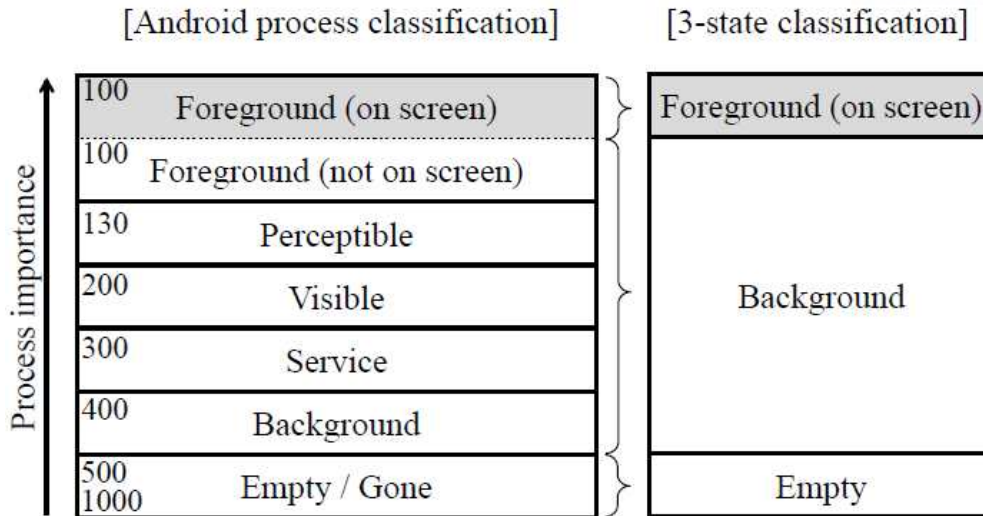 [Android process classification]
[3-state classification]
Process importance
100
Foreground (on screen)
100
Foreground (not on screen)
130
Perceptible
200
Visible
300
Service
400
Background
500
1000
Empty / Gone
Foreground (on screen)
Background
Empty